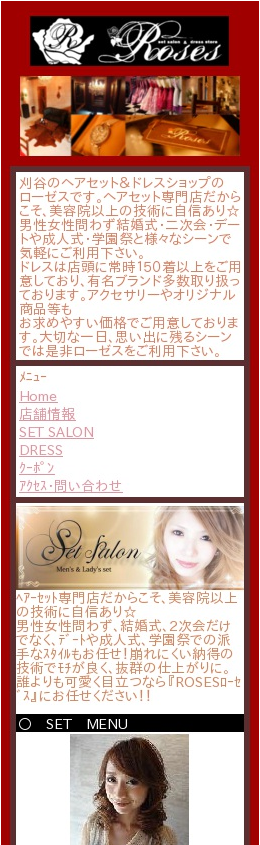 R
Roses
set salon & dress store
Roses
刈谷のヘアセット&ドレスショップの
ローゼスです。ヘアセット専門店だから
こそ、美容院以上の技術に自信あり☆
男性女性問わず結婚式・二次会・デー
トや成人式・学園祭と様々なシーンで
気軽にご利用下さい。
ドレスは店頭に常時150着以上をご用
意しており、有名ブランド多数取り扱っ
ております。アクセサリーやオリジナル
商品等も
お求めやすい価格でご用意しておりま
す。大切な一日、思い出に残るシーン
では是非ローゼスをご利用下さい。
ﾒﾆｭｰ
Home
店舗情報
SET SALON
DRESS
ｸｰﾎﾟﾝ
ｱｸｾｽ・問い合わせ
Set Salon
Men's & Lady's set
ﾍｱｰｾｯﾄ専門店だからこそ、美容院以上
の技術に自信あり☆
男性女性問わず、結婚式、2次会だけ
でなく、ﾃﾞｰﾄや成人式、学園祭での派
手なｽﾀｲﾙもお任せ!崩れにくい納得の
技術でﾓﾁが良く、抜群の仕上がりに。
誰よりも可愛く目立つなら『ROSESﾛｰｾ
ﾞｽ』にお任せください!!
○ SET MENU